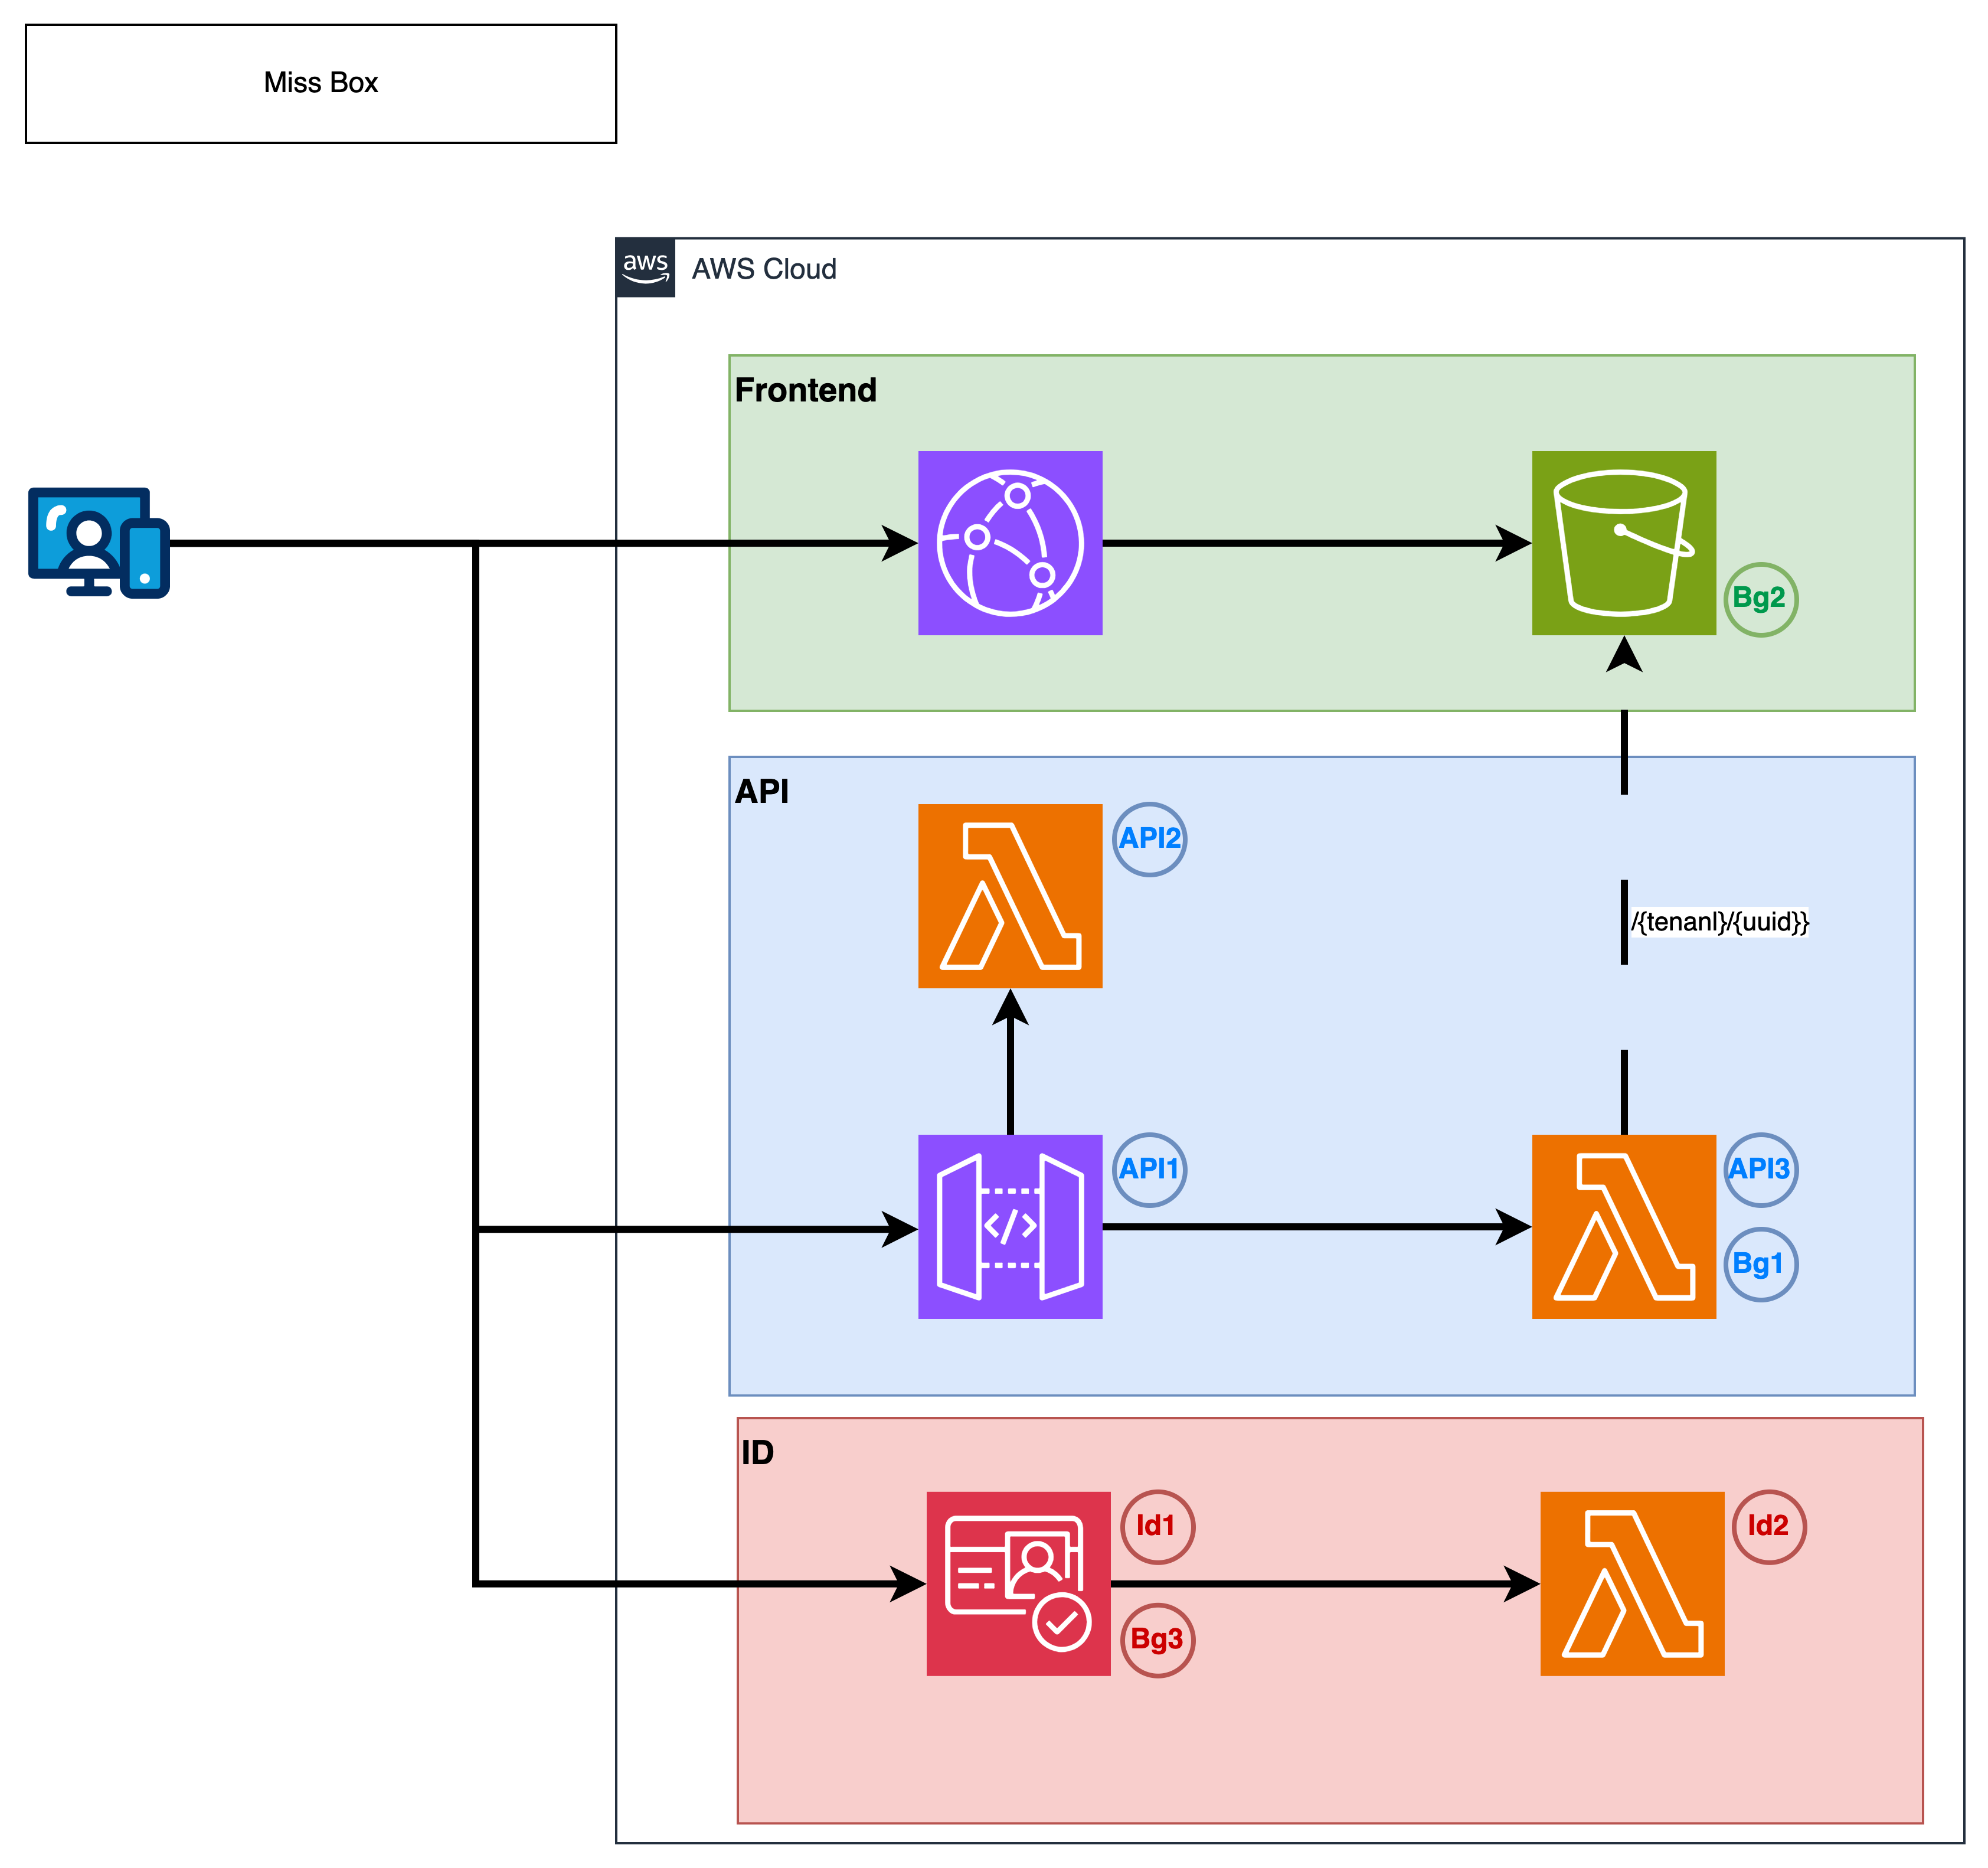 Miss Box
aws
AWS Cloud
Frontend
Bg2
API
API2
/{tenanl}/{uuid}}
API1
API3
Bg1
ID
Id1
Id2
Bg3